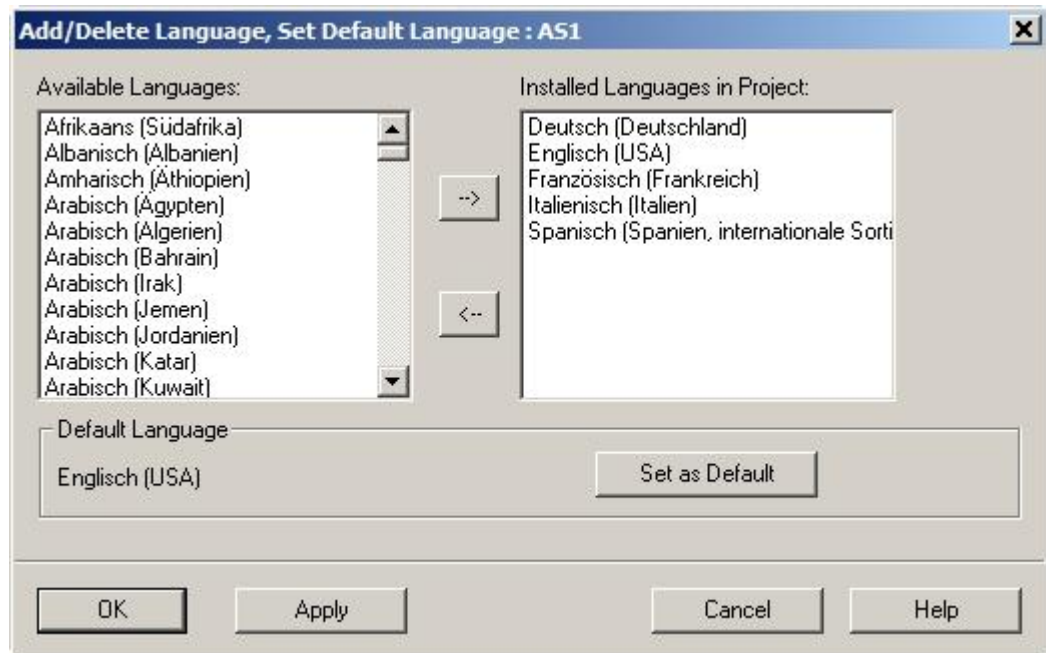 Add/Delete Language, Set Default Language : AS1
Available Languages:
Afrikaans (Südafrika)
Albanisch (Albanien)
Amharisch (Äthiopien)
Arabisch (Ägypten)
Arabisch (Algerien)
Arabisch (Bahrain)
Arabisch (Irak)
Arabisch (Jemen)
Arabisch (Jordanien)
Arabisch (Katar)
Arabisch (Kuwait)
-->
<--
Installed Languages in Project:
Deutsch (Deutschland)
Englisch (USA)
Französisch (Frankreich)
Italienisch (Italien)
Spanisch (Spanien, internationale Sorti
Default Language
Englisch (USA)
Set as Default
OK
Apply
Cancel
Help